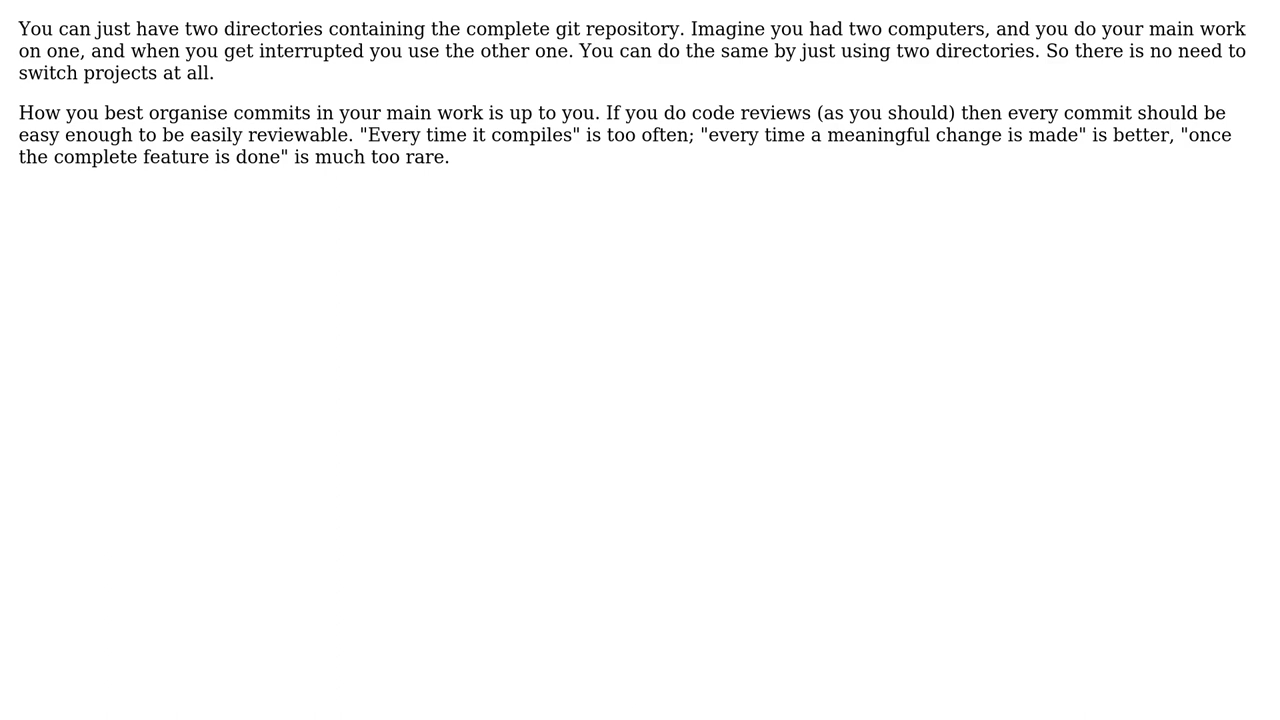 You can just have two directories containing the complete git repository. Imagine you had two computers, and you do your main work
on one, and when you get interrupted you use the other one. You can do the same by just using two directories. So there is no need to
switch projects at all.
How you best organise commits in your main work is up to you. If you do code reviews (as you should) then every commit should be
easy enough to be easily reviewable. "Every time it compiles" is too often; "every time a meaningful change is made" is better, "once
the complete feature is done" is much too rare.